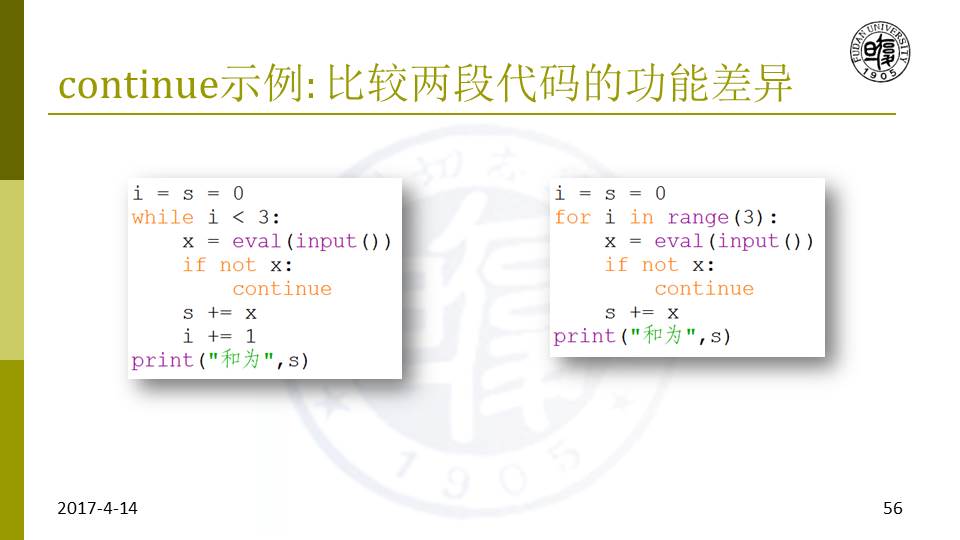 continue示例: 比较两段代码的功能差异
FUDAN UNIVERSITY
1905
i = s = 0
while i < 3:
    x = eval(input())
    if not x:
        continue
    s += x
    i += 1
print("和为",s)
i = s = 0
for i in range(3):
    x = eval(input())
    if not x:
        continue
    s += x
print("和为",s)
1905
2017-4-14
56